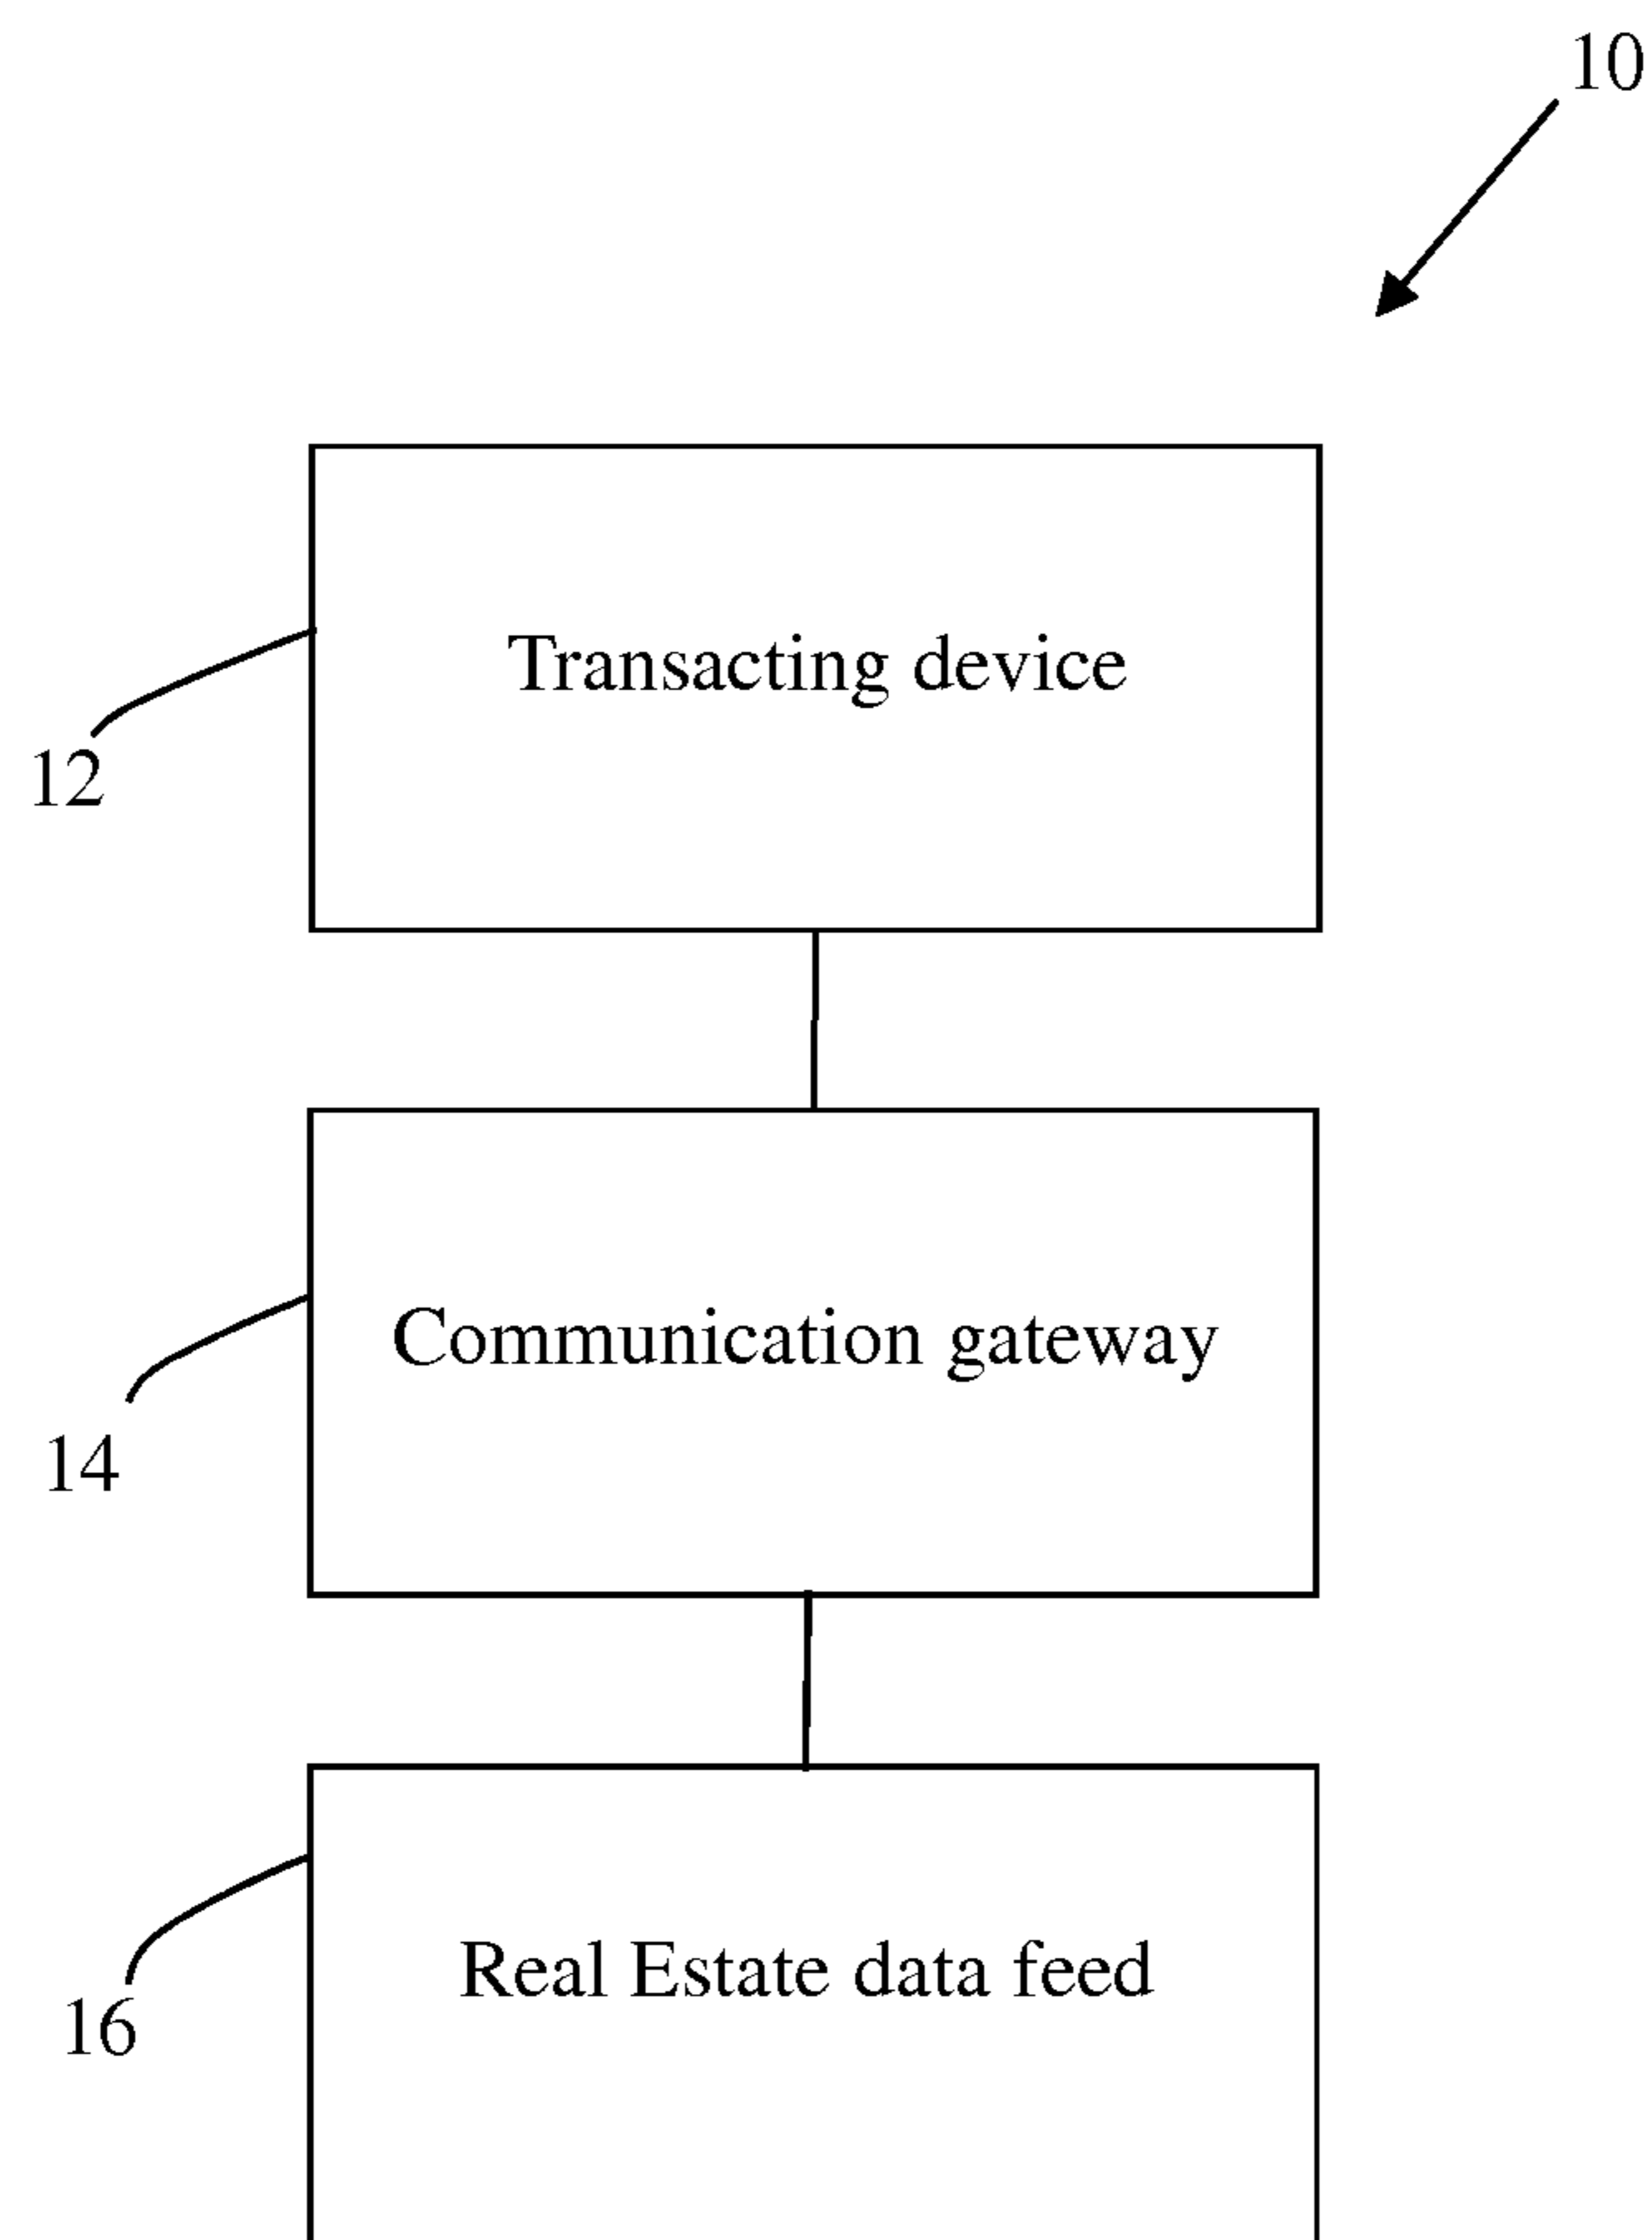 10
Transacting device
12
Communication gateway
14
Real Estate data feed
16